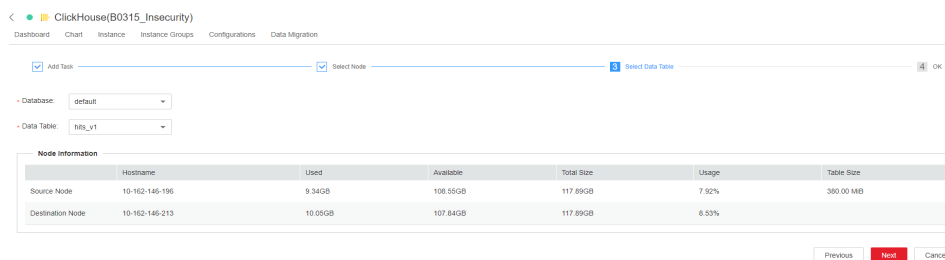 ClickHouse(B0315_Insecurity)
Dashboard Chart Instance Instance Groups Configurations Data Migration
Add Task Select Node 3 Select Data Table 4 OK
* Database: default
* Data Table: hits_v1
Node Information
Hostname Used Available Total Size Usage Table Size
Source Node 10-162-146-196 9.34GB 108.55GB 117.89GB 7.92% 380.00 MiB
Destination Node 10-162-146-213 10.05GB 107.84GB 117.89GB 8.53%
Previous Next Cance